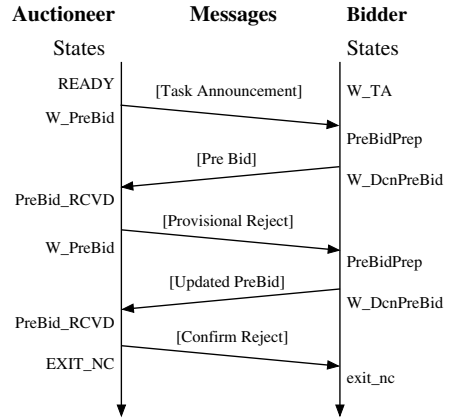 Auctioneer Messages Bidder
States States
READY
[Task Announcement]
W_TA
W_PreBid
PreBidPrep
[Pre Bid]
W_DcnPreBid
PreBid_RCVD
[Provisional Reject]
W_PreBid
PreBidPrep
[Updated PreBid]
W_DcnPreBid
PreBid_RCVD
[Confirm Reject]
EXIT_NC
exit_nc